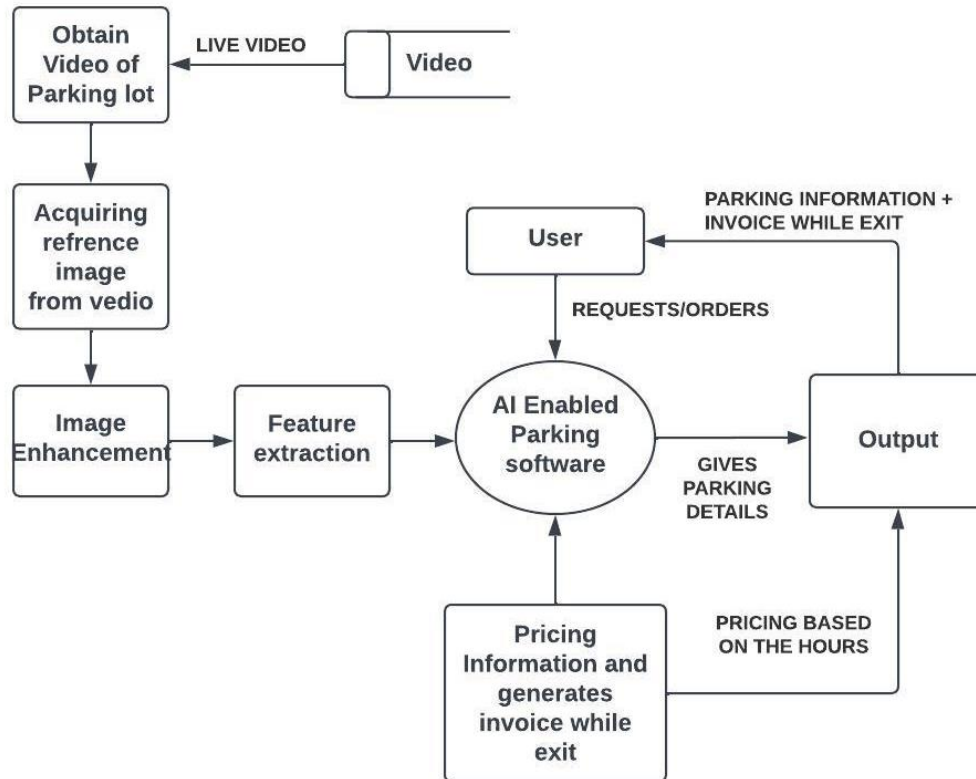 Obtain
Video of
Parking lot
LIVE VIDEO
Video
Acquiring
refrence
image
from vedio
User
PARKING INFORMATION +
INVOICE WHILE EXIT
REQUESTS/ORDERS
Image
Enhancement
Feature
extraction
AI Enabled
Parking
software
GIVES
PARKING
DETAILS
Output
Pricing
Information and
generates
invoice while
exit
PRICING BASED
ON THE HOURS